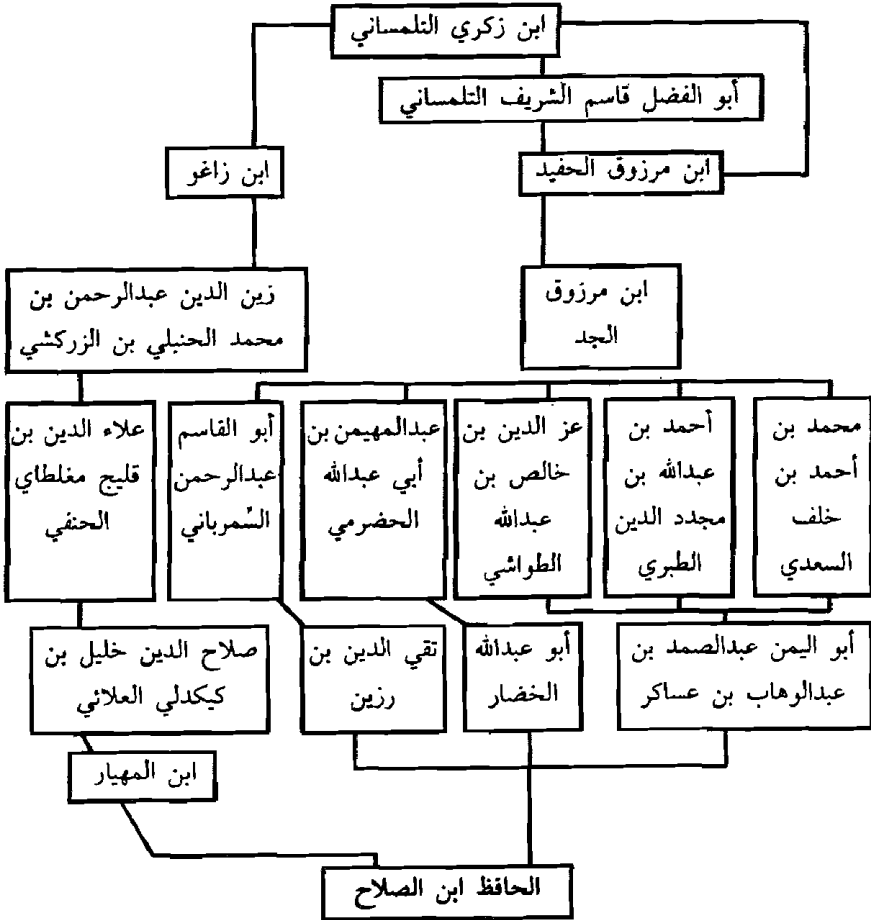 ابن زكري التلمساني
أبو الفضل قاسم الشريف التلمساني
ابن مرزوق الحفيد
ابن زاغو
ابن مرزوق
الجد
زين الدين عبدالرحمن بن
محمد الحنبلي بن الزركشي
محمد بن
أحمد بن
خلف
السعدي
أحمد بن
عبدالله بن
مجدد الدين
الطبري
عز الدين بن
خالص بن
عبدالله
الطواشي
عبدالمهيمن بن
أبي عبدالله
الحضرمي
أبو القاسم
عبدالرحمن
السِّمرباني
علاء الدين بن
قليج مغلطاي
الحنفي
أبو اليمن عبدالصمد بن
عبدالوهاب بن عساكر
أبو عبدالله
الخضار
تقي الدين بن
رزين
صلاح الدين خليل بن
كيكدلي العلائي
ابن المهيار
الحافظ ابن الصلاح